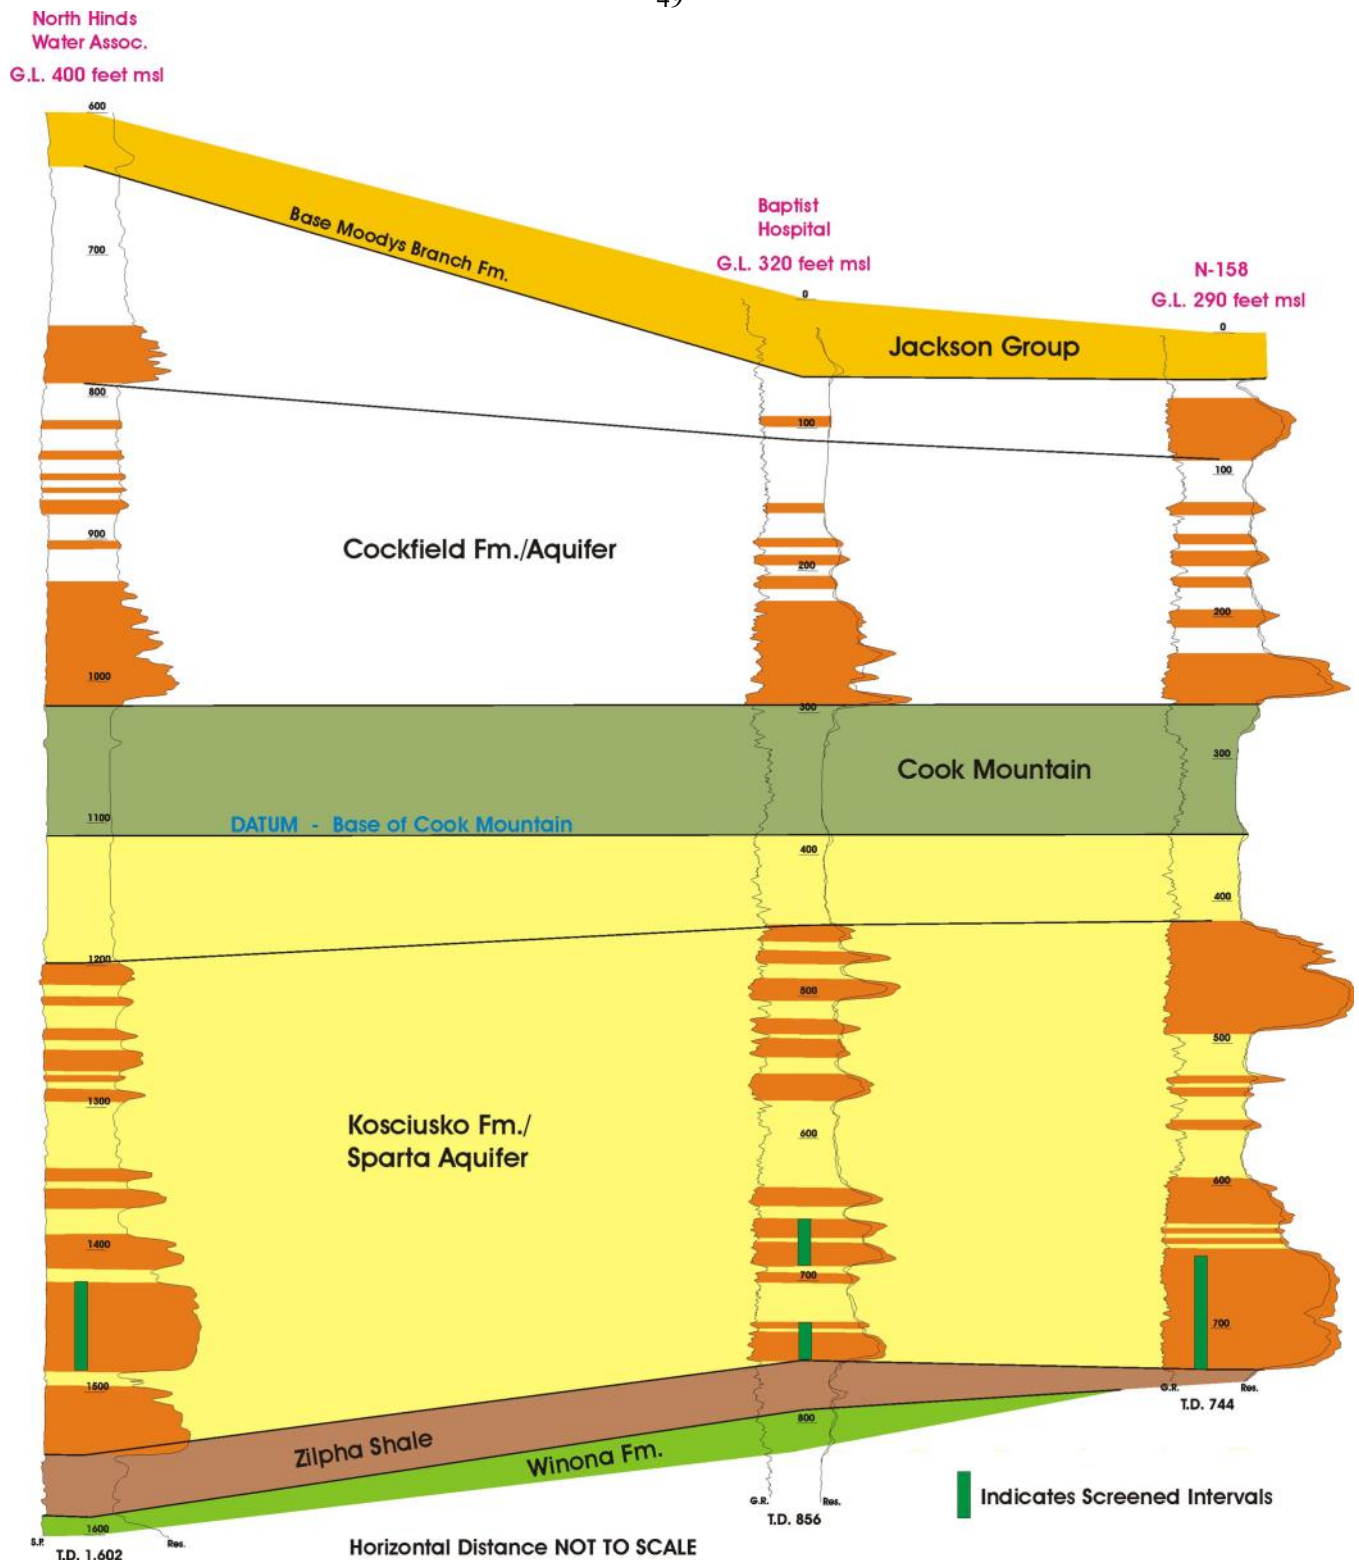 49
North Hinds
Water Assoc.
G.L. 400 feet msl
Baptist
Hospital
G.L. 320 feet msl
N-158
G.L. 290 feet msl
600
700
800
900
1000
1100
1200
1300
1400
1500
1600
0
100
200
300
400
500
600
700
800
0
100
200
300
400
500
600
700
Base Moodys Branch Fm.
Jackson Group
Cockfield Fm./Aquifer
Cook Mountain
DATUM - Base of Cook Mountain
Kosciusko Fm./
Sparta Aquifer
Zilpha Shale
Winona Fm.
G.R.
Res.
T.D. 744
G.R.
Res.
T.D. 856
S.P.
Res.
T.D. 1,602
Indicates Screened Intervals
Horizontal Distance NOT TO SCALE